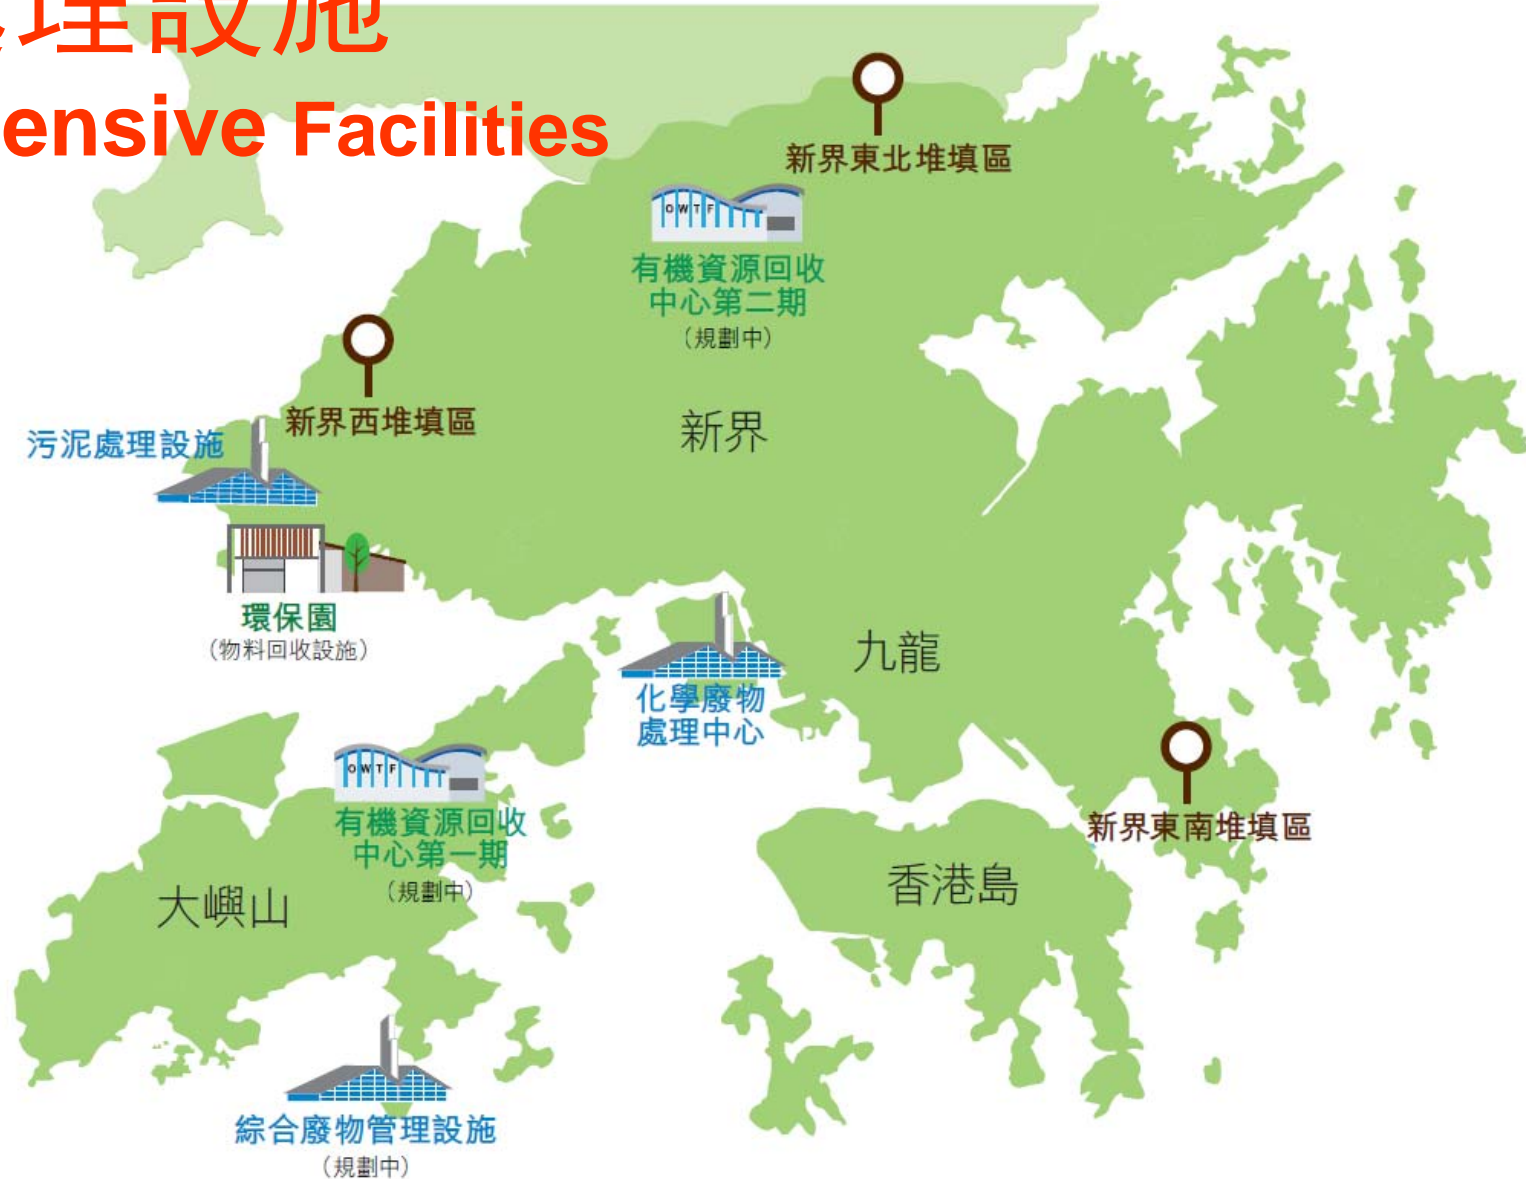 理設施
ensive Facilities
新界東北堆填區
OWTF
有機資源回收
中心第二期
(規劃中)
新界西堆填區
新界
污泥處理設施
環保園
(物料回收設施)
九龍
化學廢物
處理中心
OWTF
有機資源回收
中心第一期
(規劃中)
新界東南堆填區
大嶼山
香港島
綜合廢物管理設施
(規劃中)